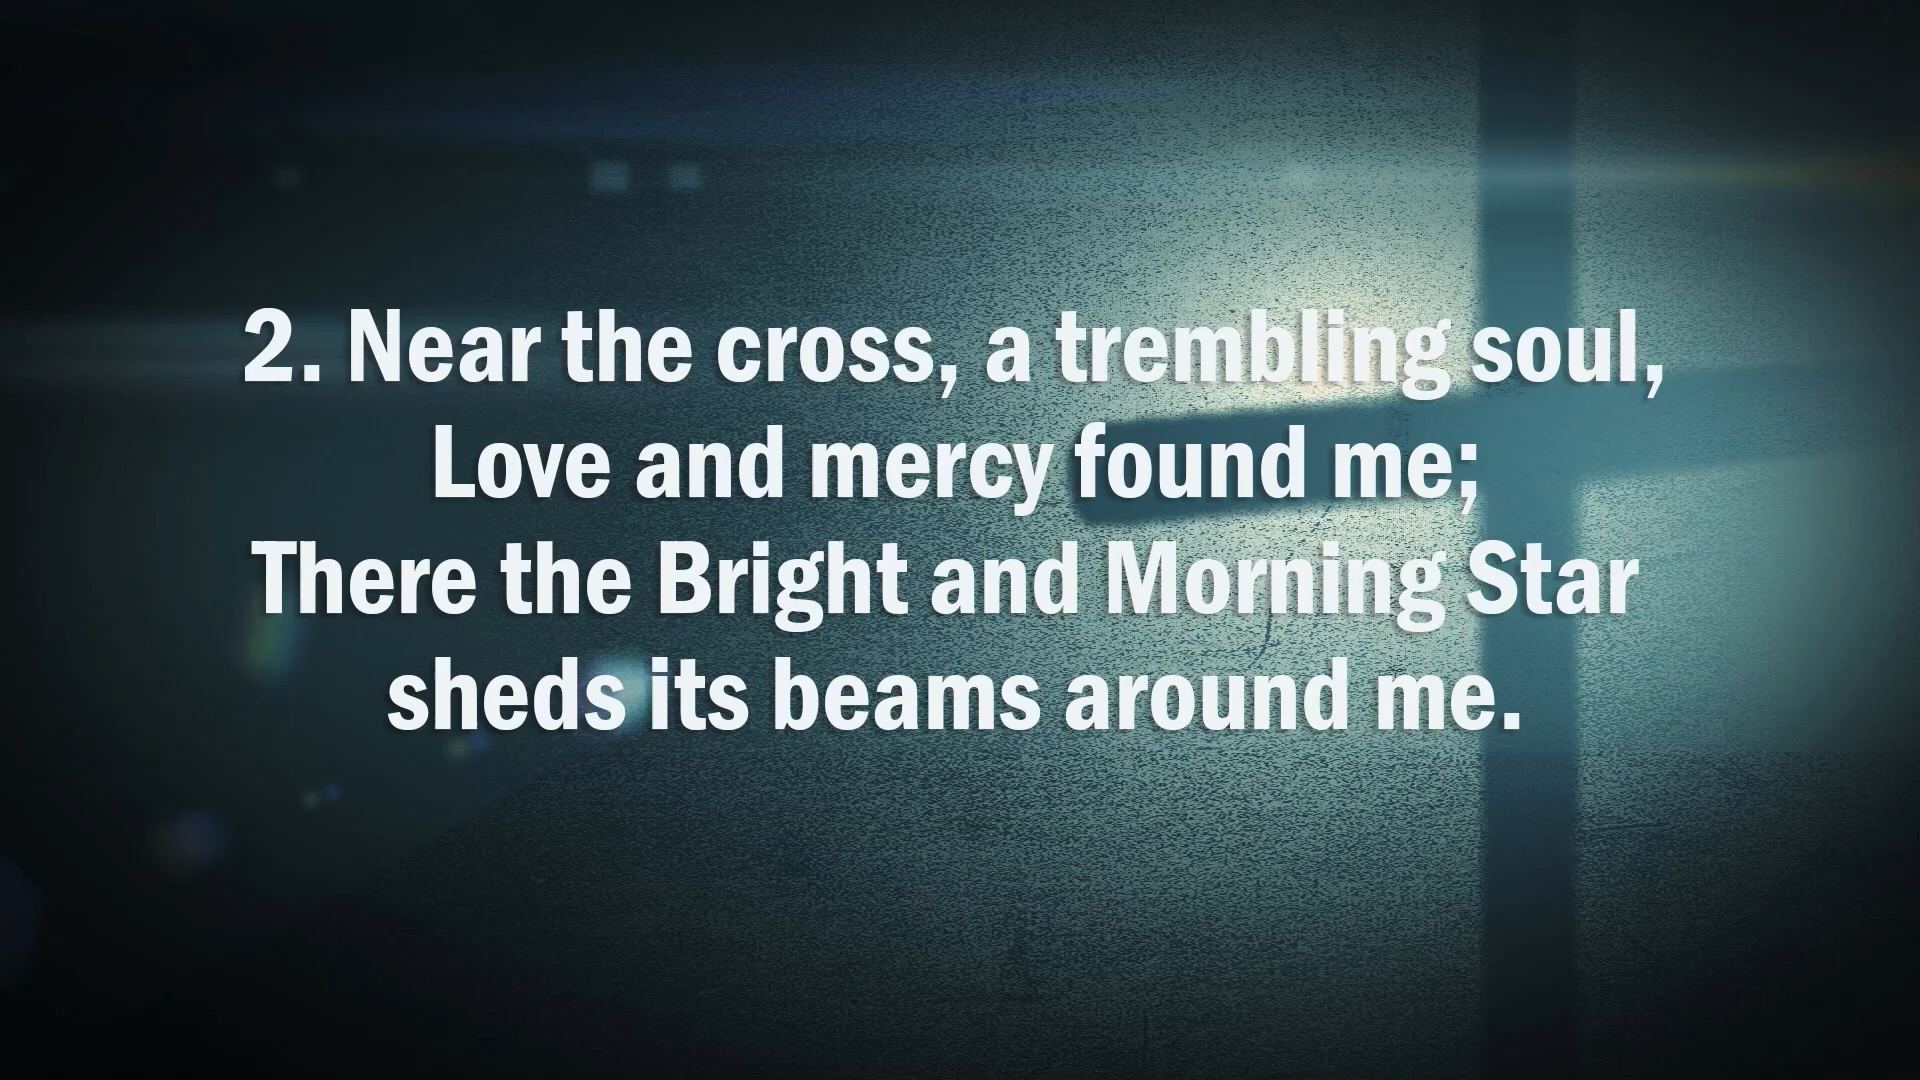 2. Near the cross, a trembling soul,
Love and mercy found me;
There the Bright and Morning Star
sheds its beams around me.